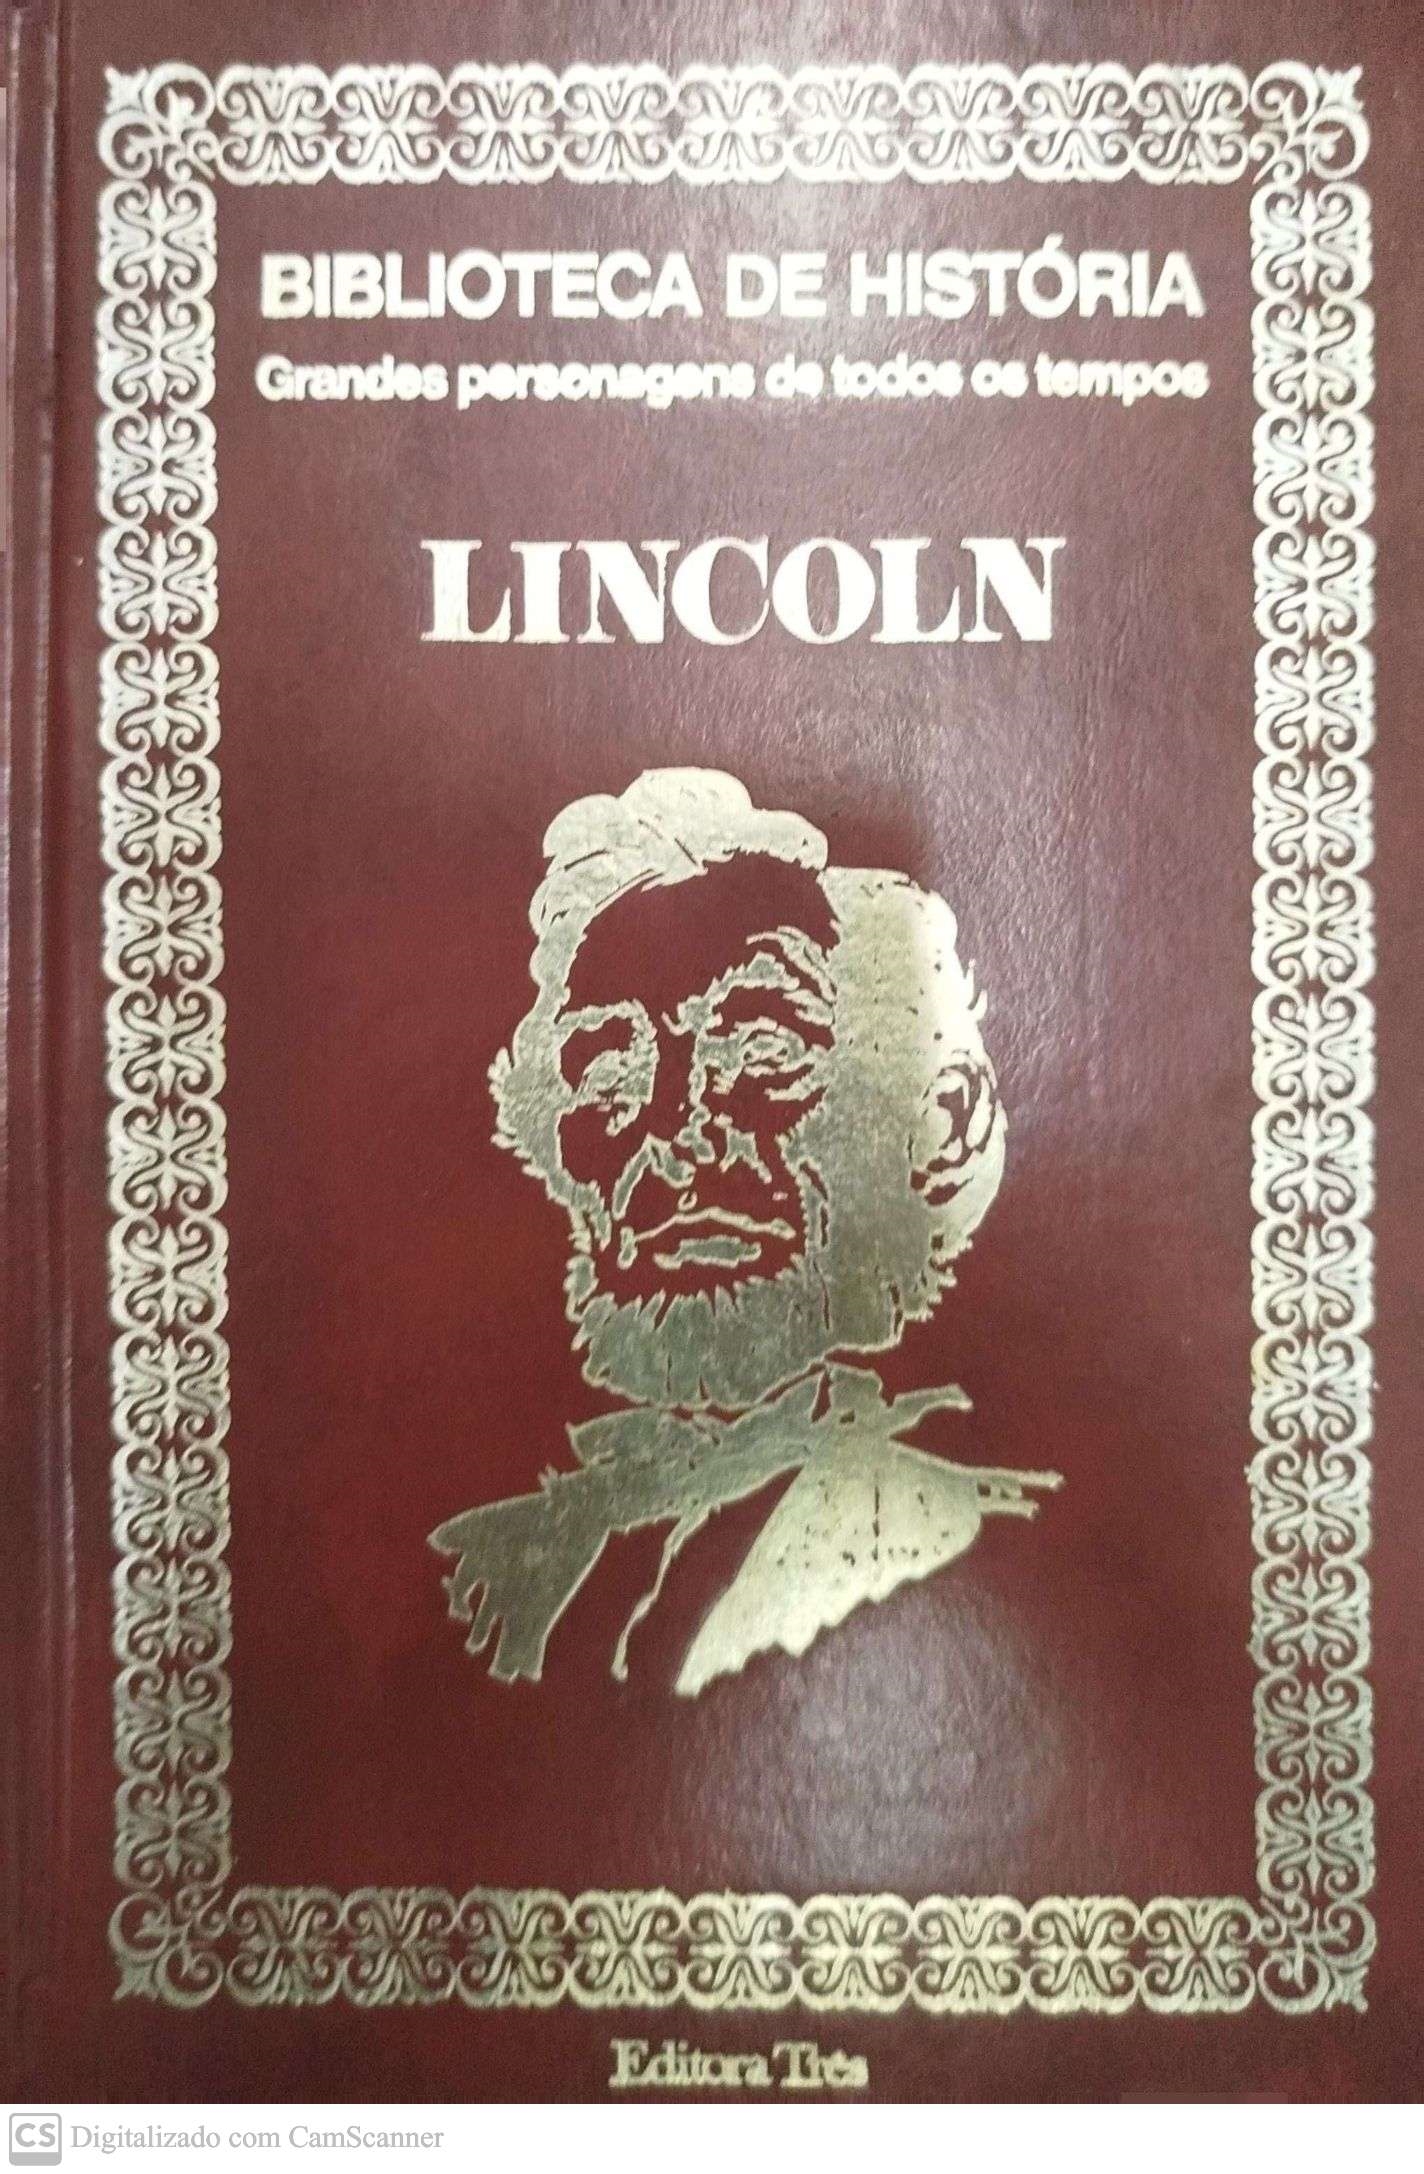 BIBLIOTECA DE HISTÓRIA
Grandes personagens de todos os tempos
LINCOLN
Editora Três
CS Digitalizado com CamScanner